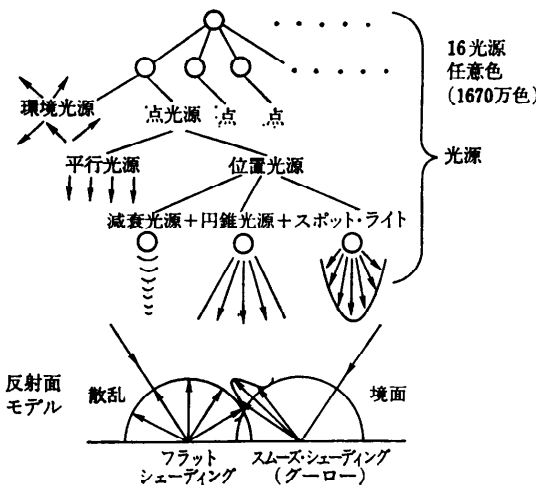 16光源
任意色
(1670万色)
光源
環境光源
点光源 点 点
平行光源
位置光源
減衰光源+円錐光源+スポット・ライト
反射面
モデル
散乱
境面
フラット
シェーディング
スムーズ・シェーディング
(グーロー)